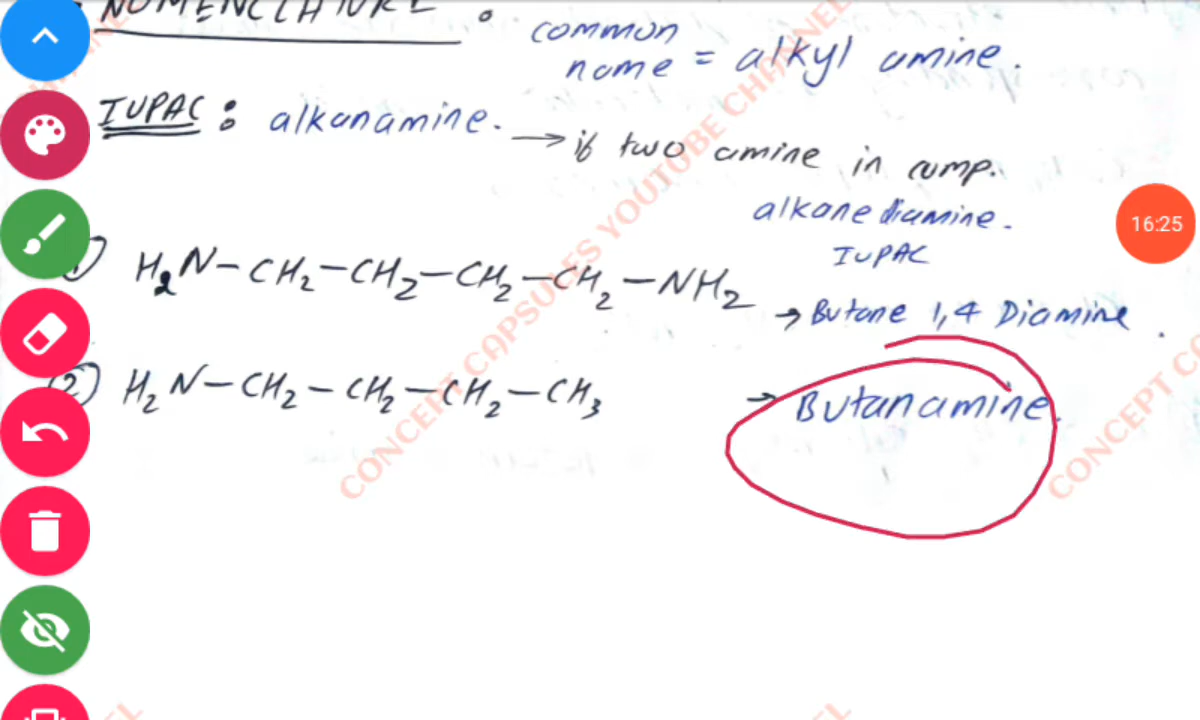 NOMENCLATURE :
common
name = alkyl amine.
IUPAC : alkanamine.
→ if two amine in comp.
alkane diamine.
IUPAC
16:25
1) H₂N-CH₂-CH₂-CH₂-CH₂-NH₂
→ Butane 1,4 Diamine.
(2) H₂N-CH₂-CH₂-CH₂-CH₃
→ Butanamine.
CONCEPT CAPSULES YOUTUBE CHANNEL
CONCEPT CO